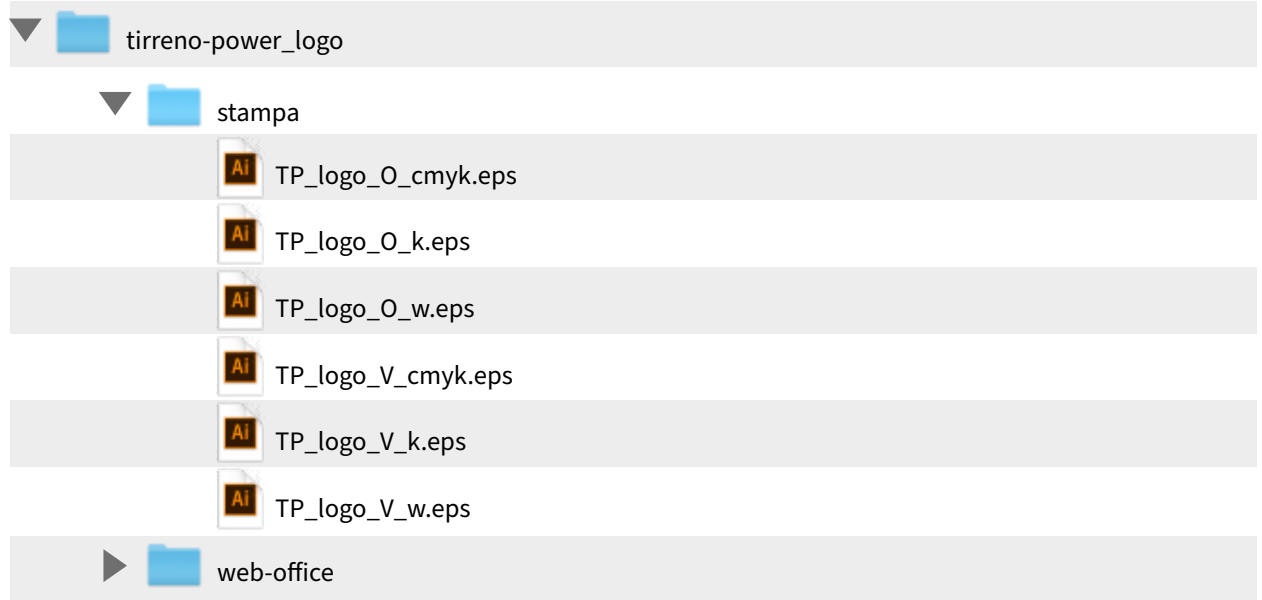 tirreno-power_logo
stampa
Ai TP_logo_O_cmyk.eps
Ai TP_logo_O_k.eps
Ai TP_logo_O_w.eps
Ai TP_logo_V_cmyk.eps
Ai TP_logo_V_k.eps
Ai TP_logo_V_w.eps
web-office